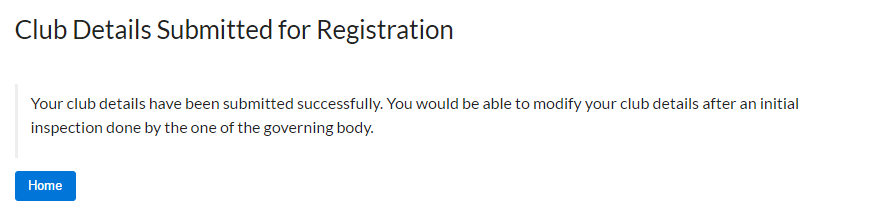 Club Details Submitted for Registration
Your club details have been submitted successfully. You would be able to modify your club details after an initial
inspection done by the one of the governing body.
Home